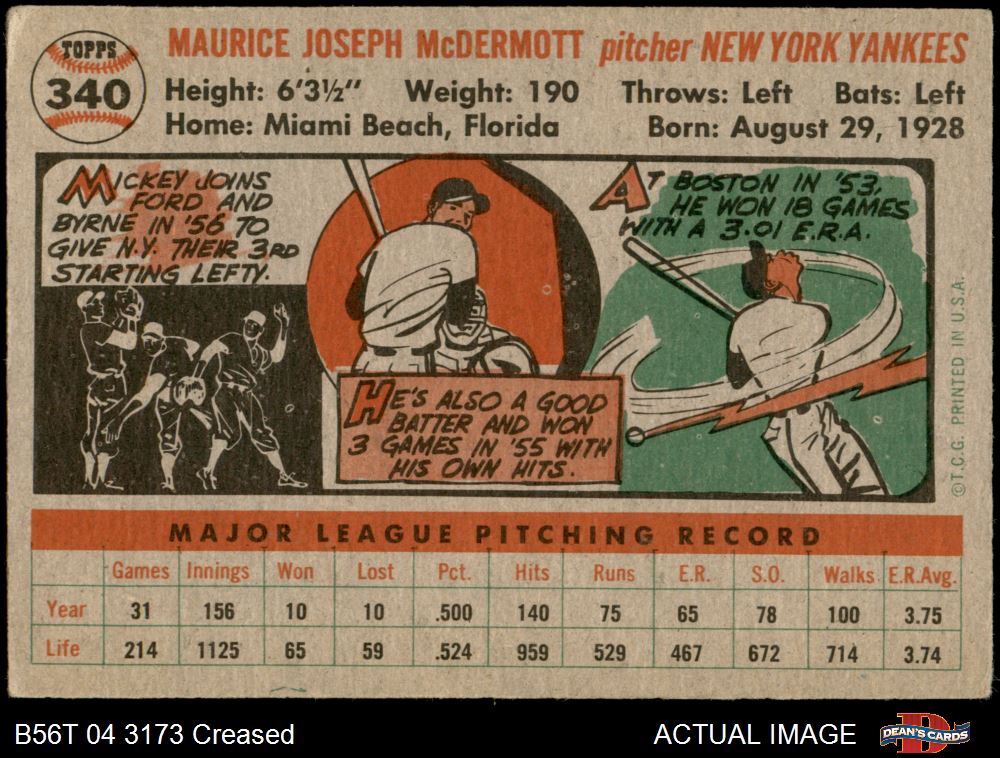 TOPPS
340
MAURICE JOSEPH McDERMOTT pitcher NEW YORK YANKEES
Height: 6'3½" Weight: 190 Throws: Left Bats: Left
Home: Miami Beach, Florida Born: August 29, 1928
MICKEY JOINS
FORD AND
BYRNE IN '56 TO
GIVE N.Y. THEIR 3RD
STARTING LEFTY.
HE'S ALSO A GOOD
BATTER AND WON
3 GAMES IN '55 WITH
HIS OWN HITS.
AT BOSTON IN '53,
HE WON 18 GAMES
WITH A 3.01 E.R.A.
©T.C.G. PRINTED IN U.S.A.
MAJOR LEAGUE PITCHING RECORD
Games Innings Won Lost Pct. Hits Runs E.R. S.O. Walks E.R.Avg.
Year 31 156 10 10 .500 140 75 65 78 100 3.75
Life 214 1125 65 59 .524 959 529 467 672 714 3.74
B56T 04 3173 Creased ACTUAL IMAGE
D
DEAN'S CARDS